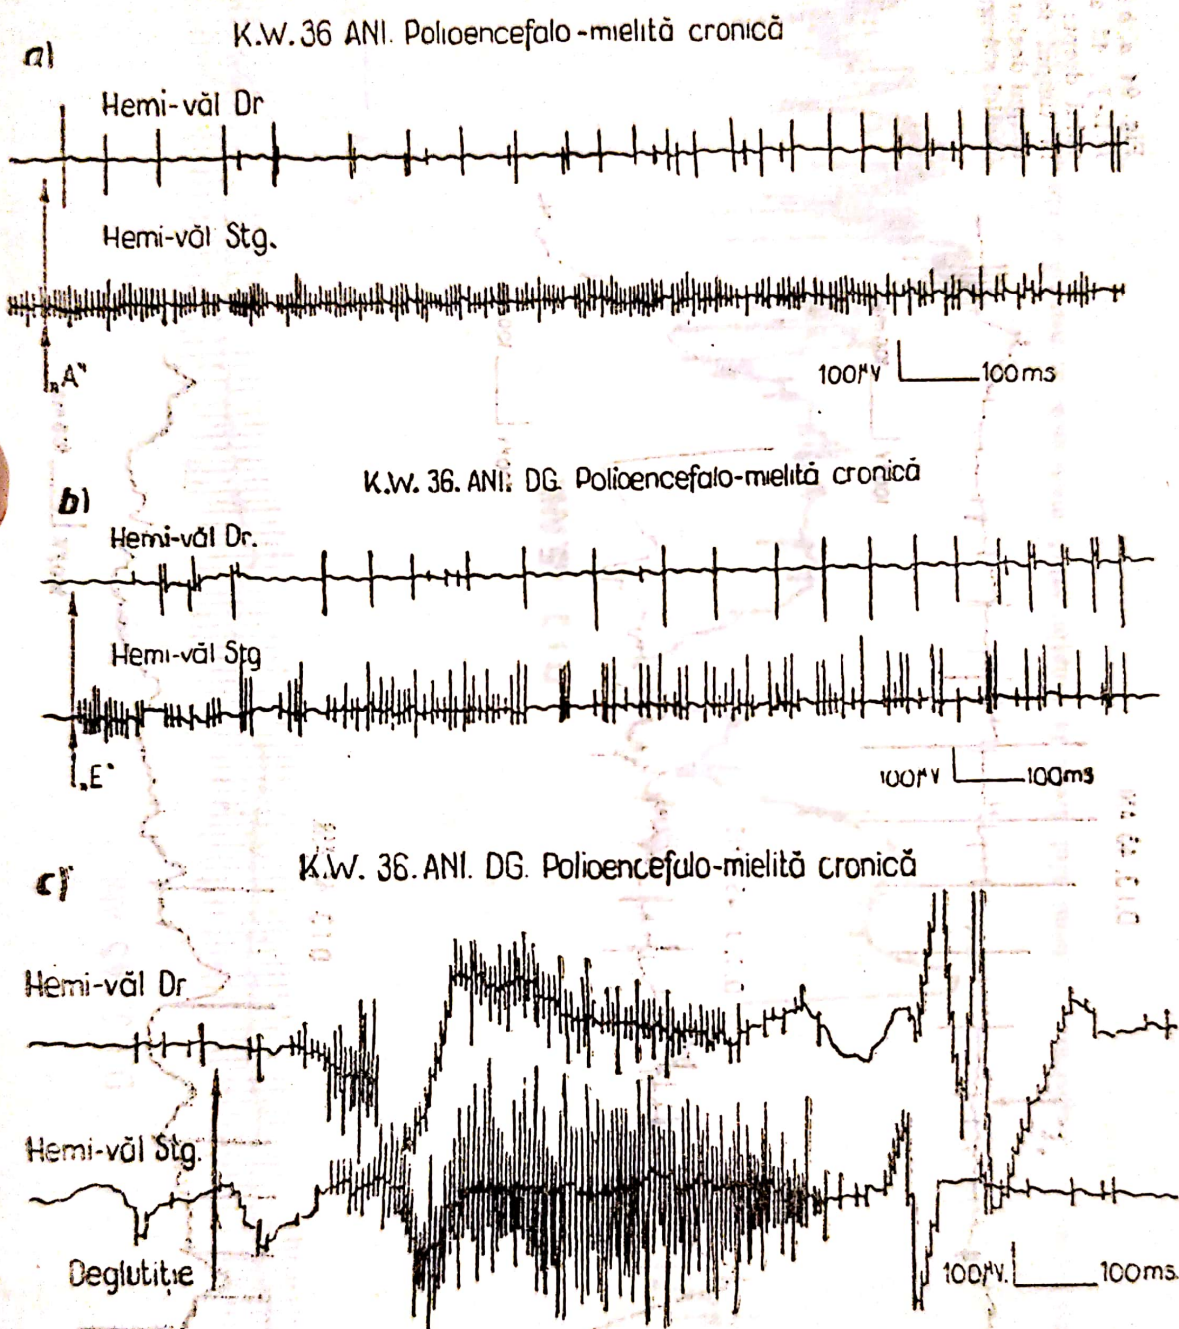 K.W. 36 ANI. Polioencefalo-mielită cronică
a)
Hemi-văl Dr
Hemi-văl Stg.
„A"
100μV 100ms
K.W. 36. ANI. DG. Polioencefalo-mielită cronică
b)
Hemi-văl Dr.
Hemi-văl Stg
„E"
100μV 100ms
K.W. 36. ANI. DG. Polioencefalo-mielită cronică
c)
Hemi-văl Dr
Hemi-văl Stg.
Deglutiție
100μV. 100ms.